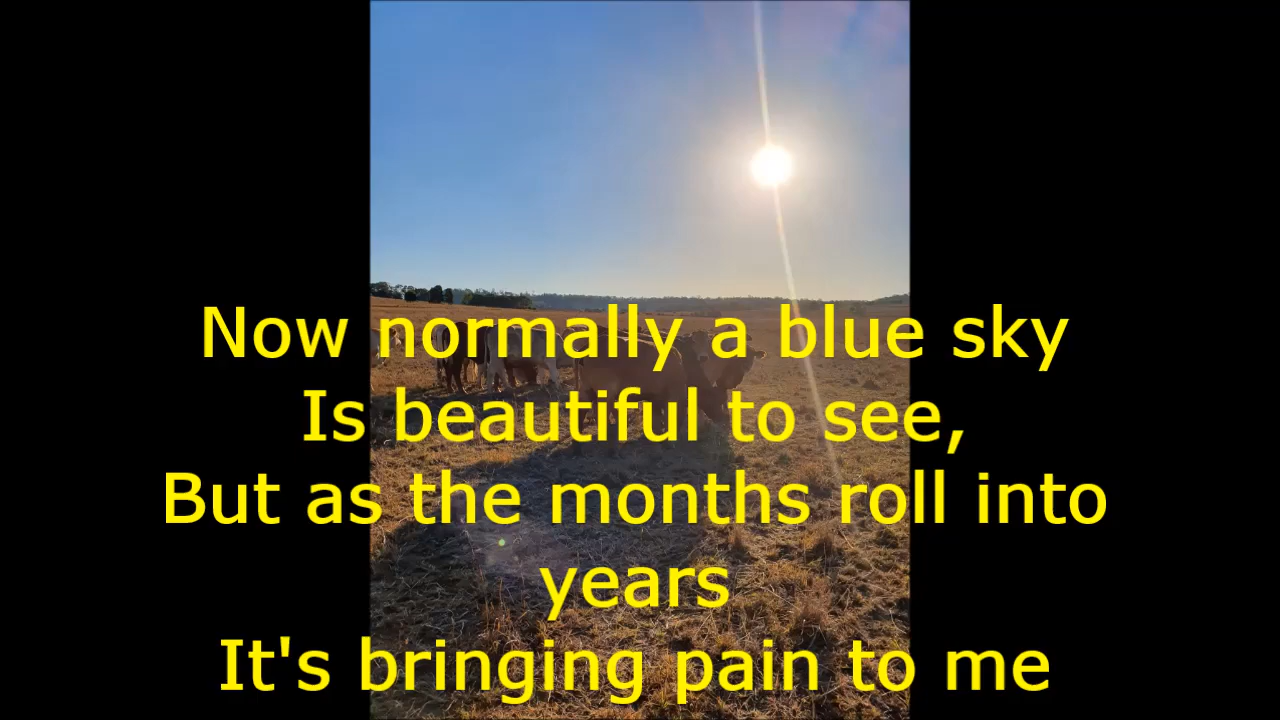 Now normally a blue sky
Is beautiful to see,
But as the months roll into
years
It's bringing pain to me